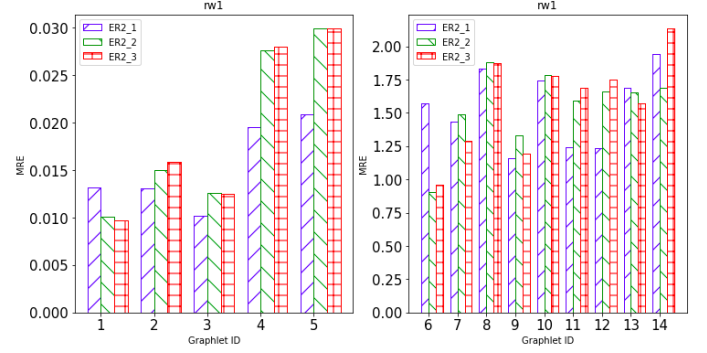 rw1
ER2_1
ER2_2
ER2_3
MRE
0.030
0.025
0.020
0.015
0.010
0.005
0.000
1 2 3 4 5
Graphlet ID
rw1
ER2_1
ER2_2
ER2_3
MRE
2.00
1.75
1.50
1.25
1.00
0.75
0.50
0.25
0.00
6 7 8 9 10 11 12 13 14
Graphlet ID